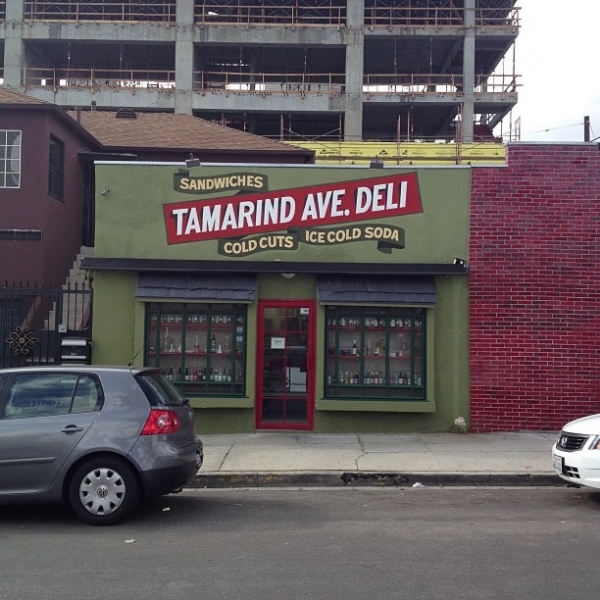 SANDWICHES
TAMARIND AVE. DELI
COLD CUTS
ICE COLD SODA